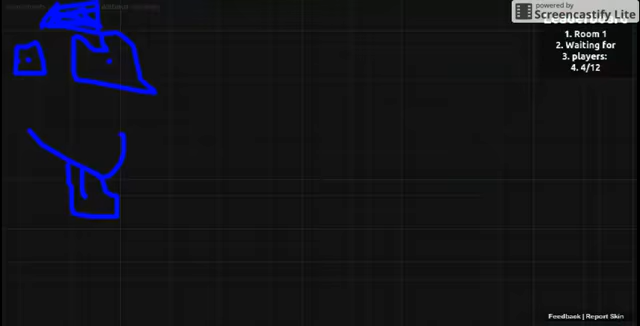 powered by
Screencastify Lite
1. Room 1
2. Waiting for
3. players:
4. 4/12
Feedback | Report Skin